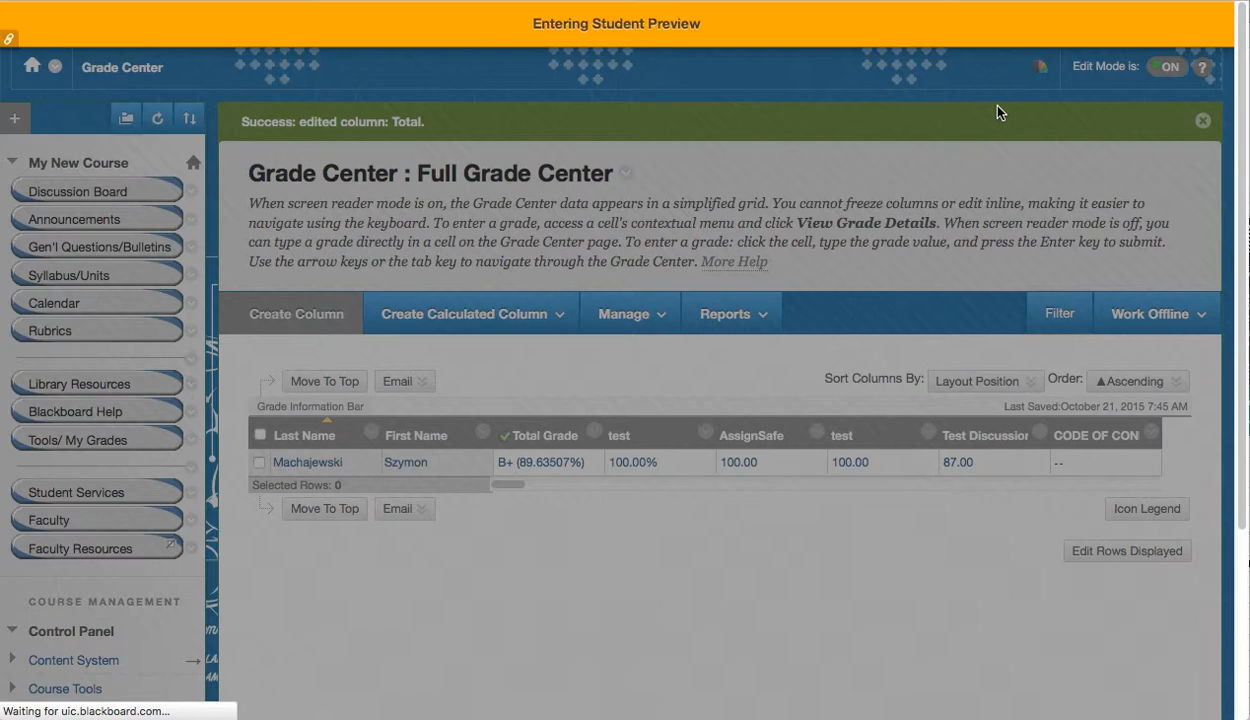 Entering Student Preview
Grade Center
Edit Mode is: ON ?
Success: edited column: Total.
My New Course
Discussion Board
Announcements
Gen'l Questions/Bulletins
Syllabus/Units
Calendar
Rubrics
Library Resources
Blackboard Help
Tools/ My Grades
Student Services
Faculty
Faculty Resources
COURSE MANAGEMENT
Control Panel
Content System
Course Tools
Grade Center : Full Grade Center
When screen reader mode is on, the Grade Center data appears in a simplified grid. You cannot freeze columns or edit inline, making it easier to
navigate using the keyboard. To enter a grade, access a cell's contextual menu and click View Grade Details. When screen reader mode is off, you
can type a grade directly in a cell on the Grade Center page. To enter a grade: click the cell, type the grade value, and press the Enter key to submit.
Use the arrow keys or the tab key to navigate through the Grade Center. More Help
Create Column Create Calculated Column Manage Reports Filter Work Offline
Move To Top Email Sort Columns By: Layout Position Order: ▲Ascending
Grade Information Bar Last Saved:October 21, 2015 7:45 AM
Last Name First Name Total Grade test AssignSafe test Test Discussion CODE OF CON
Machajewski Szymon B+ (89.63507%) 100.00% 100.00 100.00 87.00 --
Selected Rows: 0
Move To Top Email Icon Legend
Edit Rows Displayed
Waiting for uic.blackboard.com...